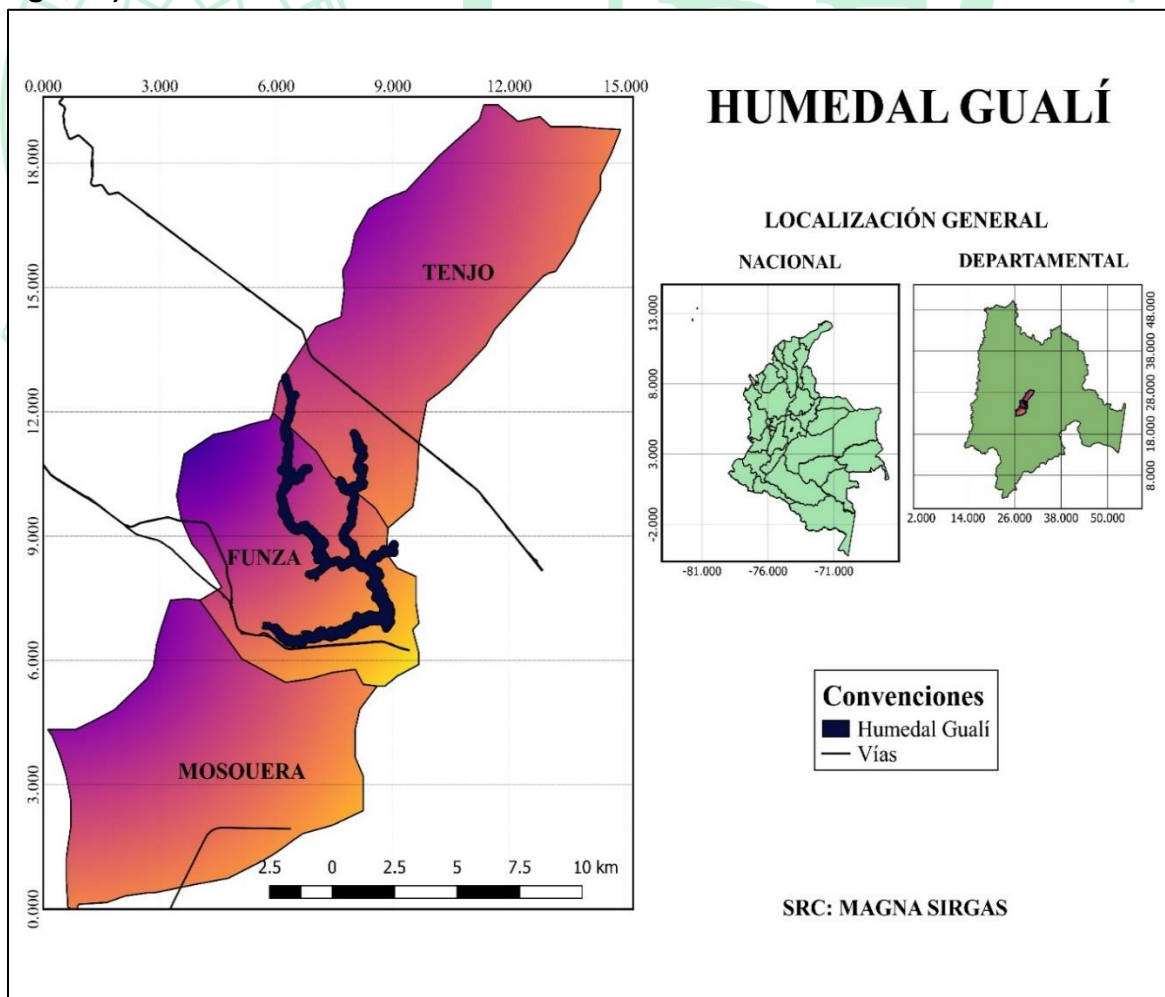 0.000 3.000 6.000 9.000 12.000 15.000
18.000
15.000
12.000
9.000
6.000
3.000
0.000
TENJO
FUNZA
MOSQUERA
2.5 0 2.5 5 7.5 10 km
HUMEDAL GUALÍ
LOCALIZACIÓN GENERAL
NACIONAL
13.000
8.000
3.000
-2.000
-81.000 -76.000 -71.000
DEPARTAMENTAL
48.000
38.000
28.000
18.000
8.000
2.000 14.000 26.000 38.000 50.000
Convenciones
Humedal Gualí
Vías
SRC: MAGNA SIRGAS